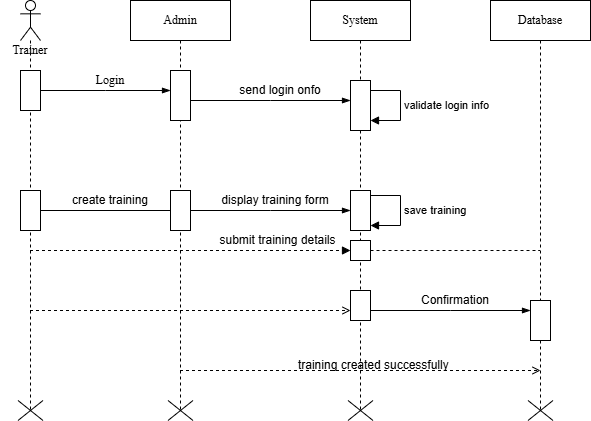 Admin
System
Database
Trainer
Login
send login onfo
validate login info
create training
display training form
save training
submit training details
Confirmation
training created successfully